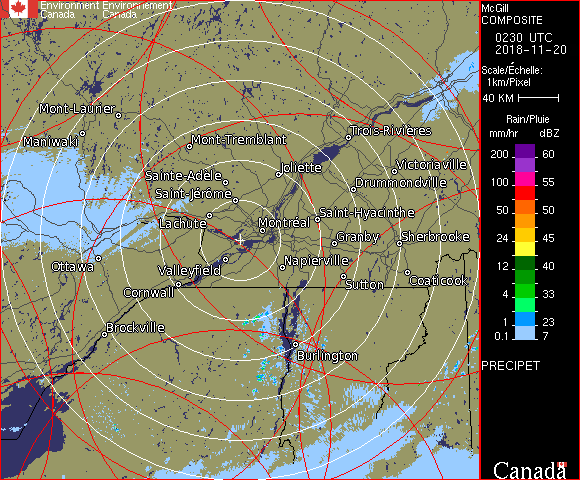 Environment Environnement
Canada Canada
McGill
COMPOSITE
0230 UTC
2018-11-20
Scale/Échelle:
1km/Pixel
40 KM
Rain/Pluie
mm/hr dBZ
200 60
100 55
85 55
50 50
24 45
12 40
4 33
1 23
0.1 7
PRECIPET
Canada
Mont-Laurier
Maniwaki
Mont-Tremblant
Trois-Rivières
Joliette
Victoriaville
Sainte-Adèle
Drummondville
Saint-Jérôme
Lachute
Montréal
Saint-Hyacinthe
Granby
Sherbrooke
Ottawa
Valleyfield
Napierville
Cornwall
Sutton
Coaticook
Brockville
Burlington